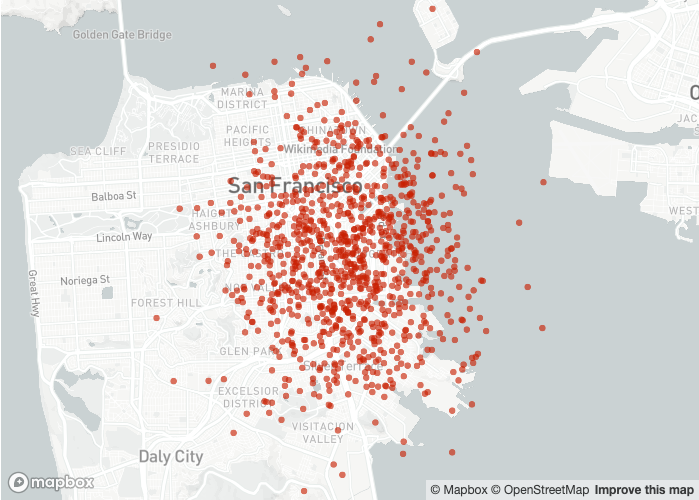 Golden Gate Bridge
MARINA
DISTRICT
PACIFIC
HEIGHTS
CHINATOWN
SEA CLIFF
PRESIDIO
TERRACE
Wikimedia Foundation
San Francisco
Balboa St
HAIGHT
ASHBURY
Lincoln Way
Great Hwy
Noriega St
FOREST HILL
GLEN PARK
EXCELSIOR
DISTRICT
VISITACION
VALLEY
Daly City
O
JAC
WEST
mapbox
© Mapbox © OpenStreetMap Improve this map